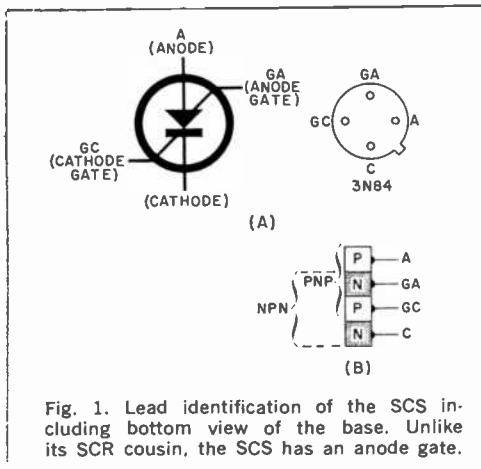 A
(ANODE)
GA
(ANODE
GATE)
GC
(CATHODE
GATE)
(CATHODE)
GA
GC
A
C
3N84
(A)
P
A
PNP
N
GA
NPN
P
GC
N
C
(B)
Fig. 1. Lead identification of the SCS in-
cluding bottom view of the base. Unlike
its SCR cousin, the SCS has an anode gate.